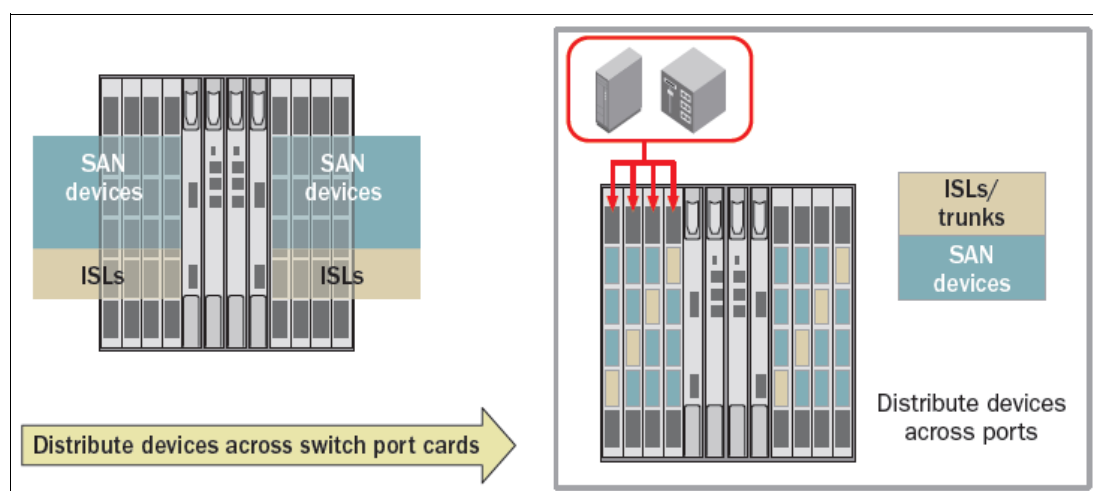 SAN
devices
SAN
devices
ISLs
ISLs
Distribute devices across switch port cards
ISLs/
trunks
SAN
devices
Distribute devices
across ports